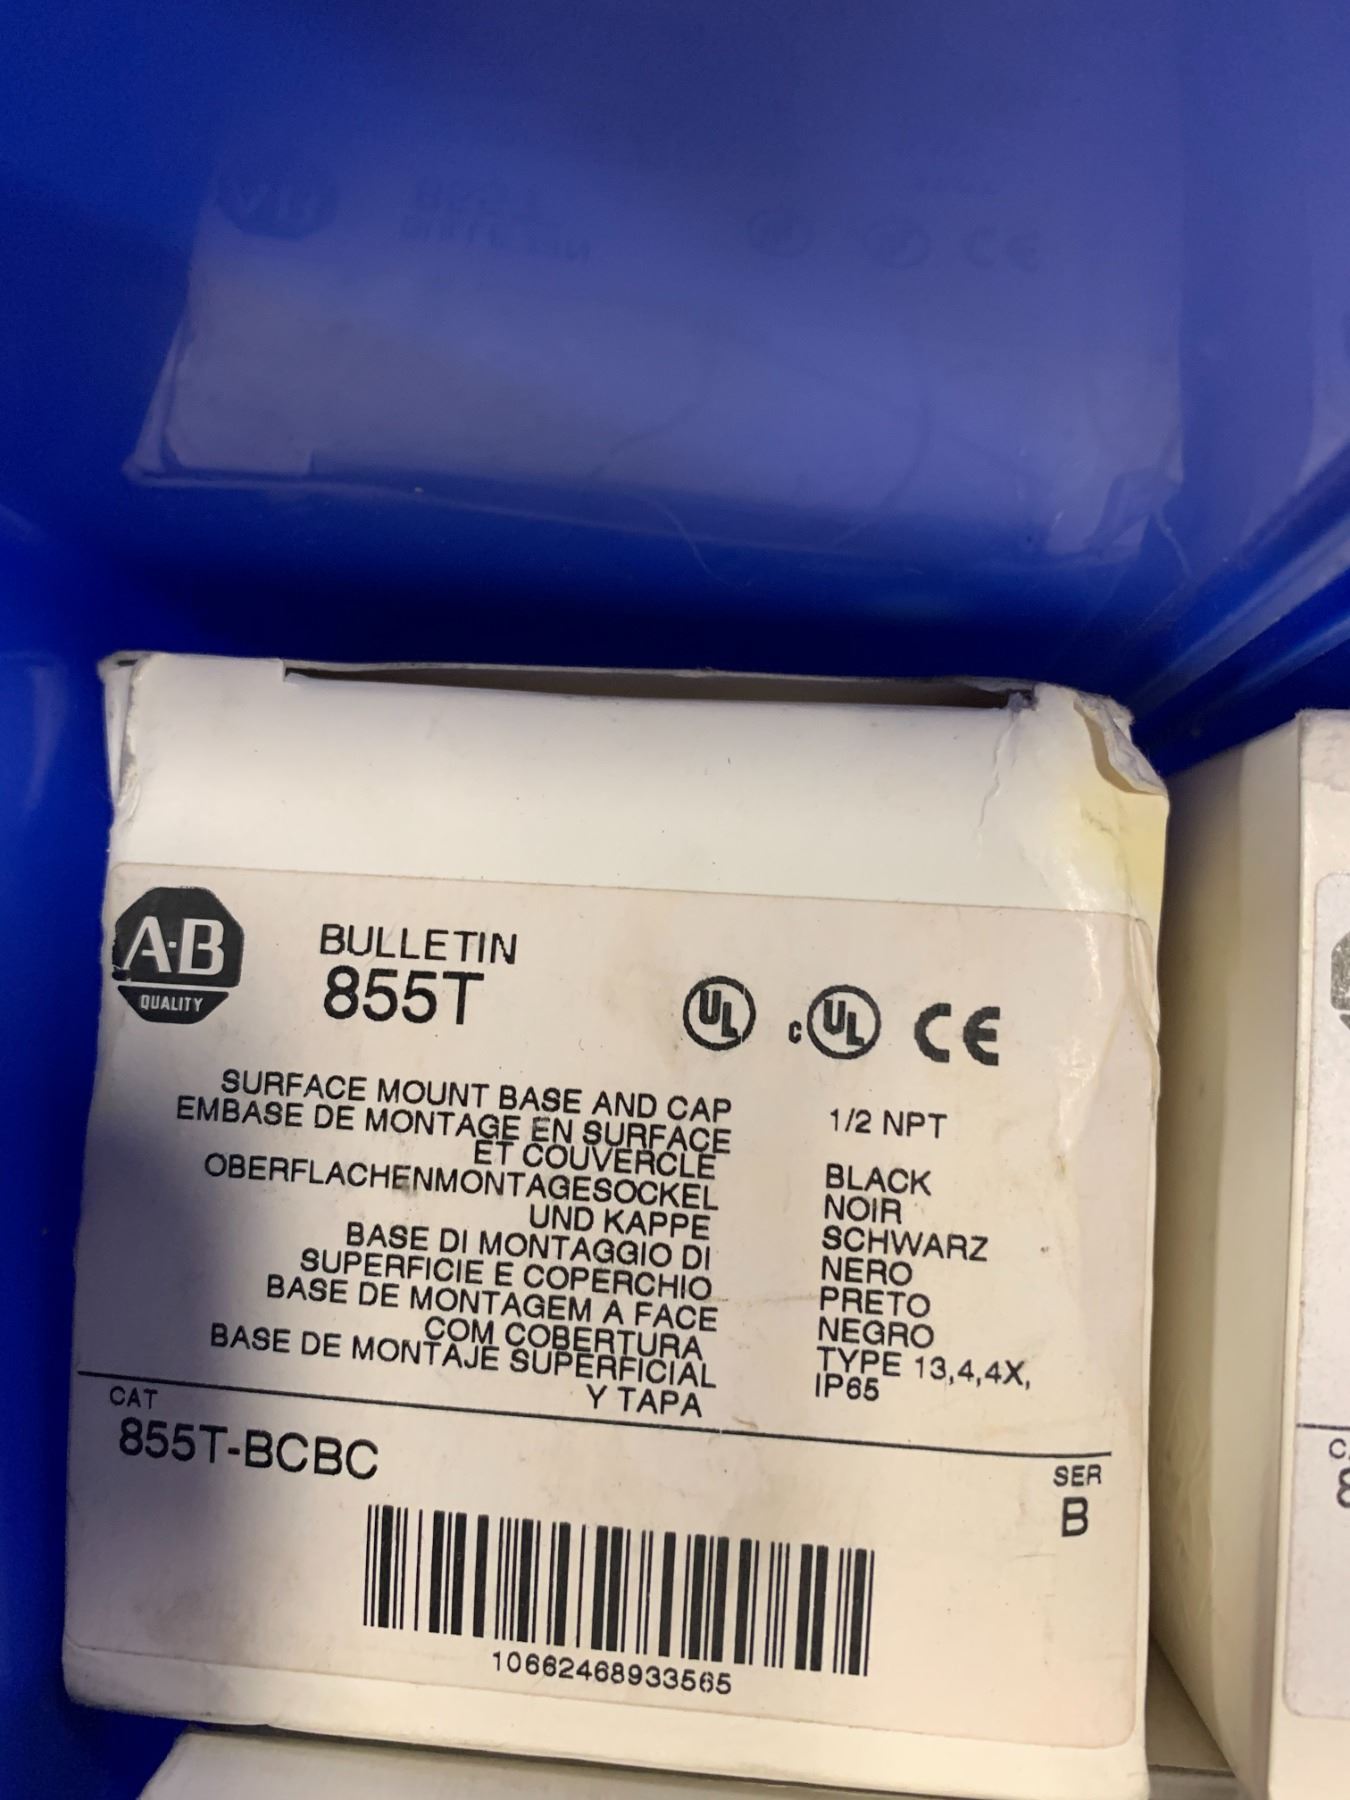 A·B
QUALITY
BULLETIN
855T
UL cUL CE
SURFACE MOUNT BASE AND CAP
EMBASE DE MONTAGE EN SURFACE
ET COUVERCLE
OBERFLACHENMONTAGESOCKEL
UND KAPPE
BASE DI MONTAGGIO DI
SUPERFICIE E COPERCHIO
BASE DE MONTAGEM A FACE
COM COBERTURA
BASE DE MONTAJE SUPERFICIAL
Y TAPA
1/2 NPT
BLACK
NOIR
SCHWARZ
NERO
PRETO
NEGRO
TYPE 13,4,4X,
IP65
CAT
855T-BCBC
SER
B
10662468933565